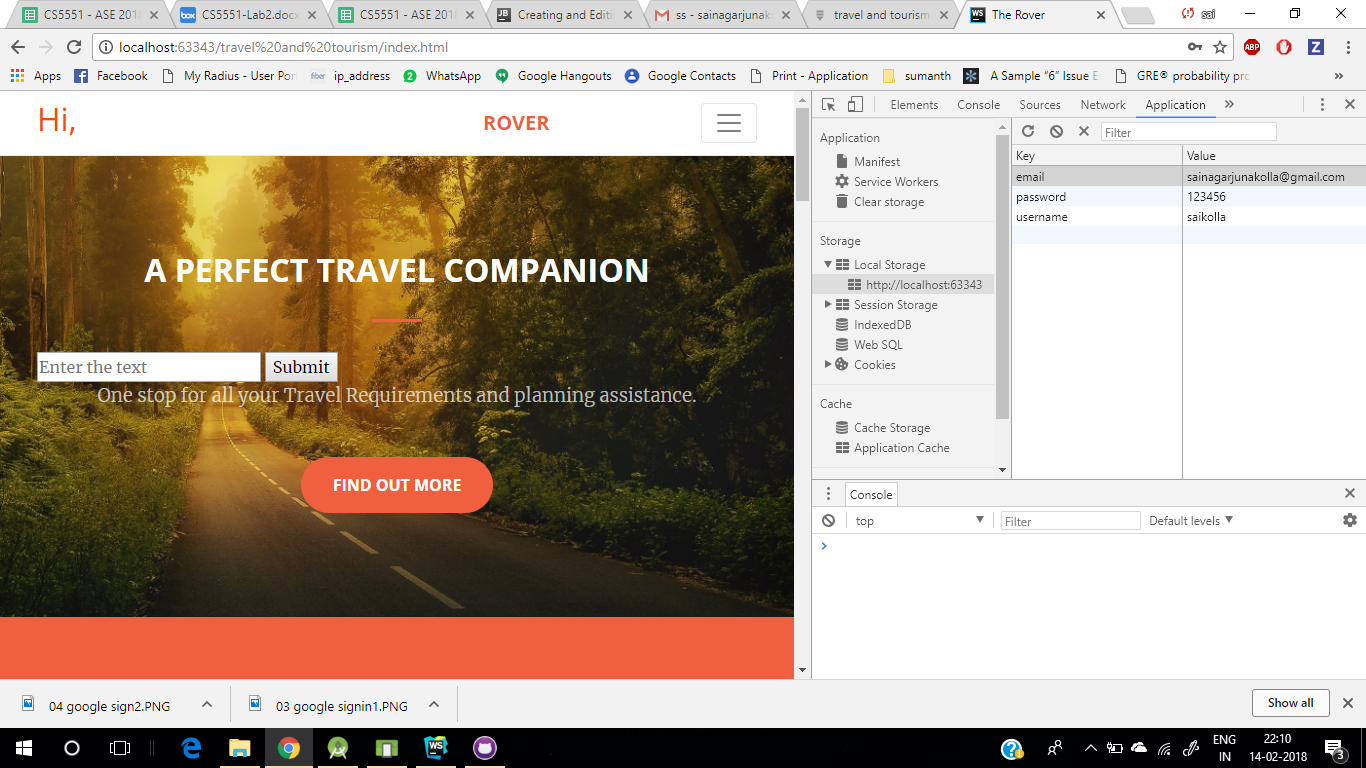 CS5551 - ASE 201
CS5551-Lab2.docx
CS5551 - ASE 201
Creating and Editi
ss - sainagarjunak
travel and tourism
The Rover
sai
localhost:63343/travel%20and%20tourism/index.html
ABP
Z
Apps
Facebook
My Radius - User Por
fiber
ip_address
2
WhatsApp
Google Hangouts
Google Contacts
Print - Application
sumanth
A Sample “6” Issue E
GRE® probability pro
»
Hi,
ROVER
A PERFECT TRAVEL COMPANION
Enter the text
Submit
One stop for all your Travel Requirements and planning assistance.
FIND OUT MORE
Elements
Console
Sources
Network
Application
»
Application
Manifest
Service Workers
Clear storage
Storage
Local Storage
http://localhost:63343
Session Storage
IndexedDB
Web SQL
Cookies
Cache
Cache Storage
Application Cache
Filter
Key
Value
email
sainagarjunakolla@gmail.com
password
123456
username
saikolla
Console
top
Filter
Default levels
04 google sign2.PNG
03 google signin1.PNG
Show all
WS
ENG
IN
22:10
14-02-2018
3